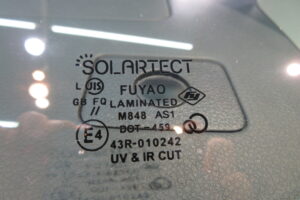 SOLARTECT
FUYAO
LAMINATED
M848 AS1
DOT-459
E4 43R-010242
UV & IR CUT